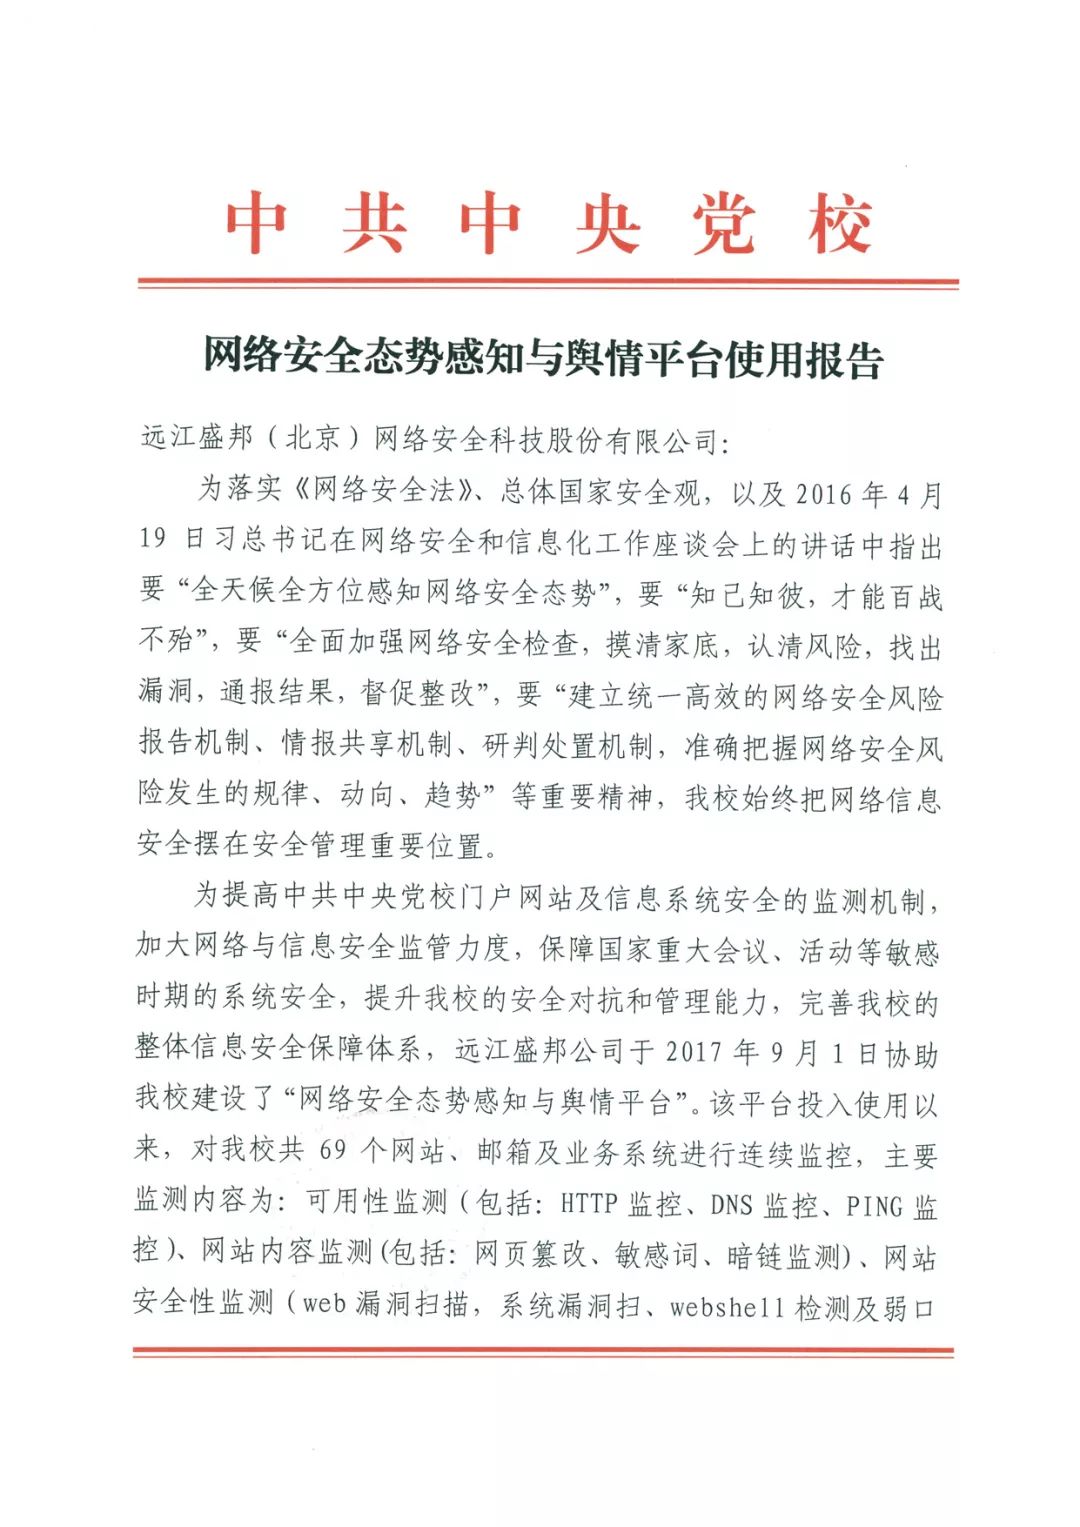 中共中央党校
网络安全态势感知与舆情平台使用报告
远江盛邦（北京）网络安全科技股份有限公司：
为落实《网络安全法》、总体国家安全观，以及 2016 年 4 月
19 日习总书记在网络安全和信息化工作座谈会上的讲话中指出
要“全天候全方位感知网络安全态势”，要“知己知彼，才能百战
不殆”，要“全面加强网络安全检查，摸清家底，认清风险，找出
漏洞，通报结果，督促整改”，要“建立统一高效的网络安全风险
报告机制、情报共享机制、研判处置机制，准确把握网络安全风
险发生的规律、动向、趋势”等重要精神，我校始终把网络信息
安全摆在安全管理重要位置。
为提高中共中央党校门户网站及信息系统安全的监测机制，
加大网络与信息安全监管力度，保障国家重大会议、活动等敏感
时期的系统安全，提升我校的安全对抗和管理能力，完善我校的
整体信息安全保障体系，远江盛邦公司于 2017 年 9 月 1 日协助
我校建设了“网络安全态势感知与舆情平台”。该平台投入使用以
来，对我校共 69 个网站、邮箱及业务系统进行连续监控，主要
监测内容为：可用性监测（包括：HTTP 监控、DNS 监控、PING 监
控）、网站内容监测(包括：网页篡改、敏感词、暗链监测)、网站
安全性监测（web 漏洞扫描，系统漏洞扫、webshell 检测及弱口